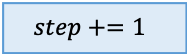 step += 1